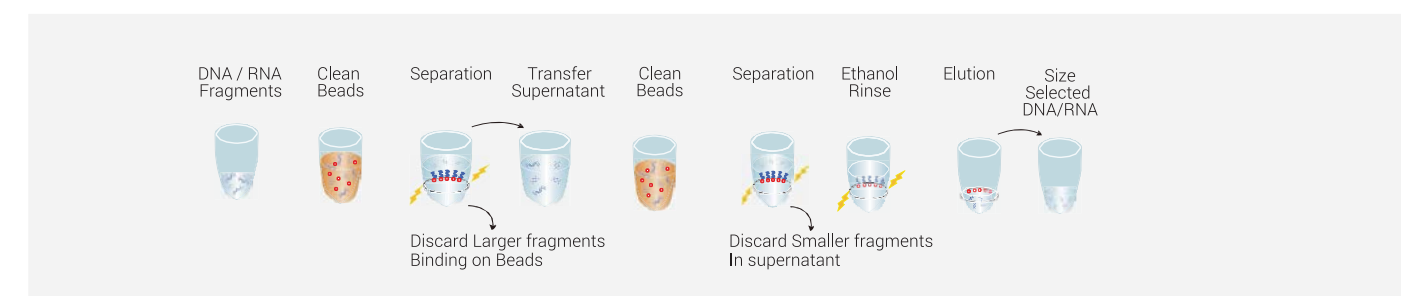 DNA / RNA
Fragments
Clean
Beads
Separation
Transfer
Supernatant
Clean
Beads
Separation
Ethanol
Rinse
Elution
Size
Selected
DNA/RNA
Discard Larger fragments
Binding on Beads
Discard Smaller fragments
In supernatant